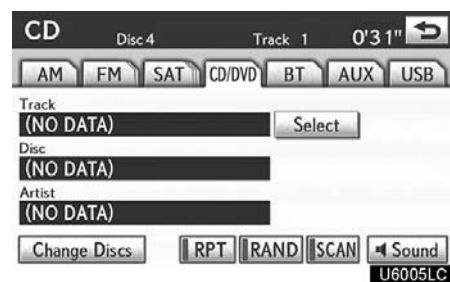 CD Disc 4 Track 1 0'31"
AM FM SAT CD/DVD BT AUX USB
Track
(NO DATA) Select
Disc
(NO DATA)
Artist
(NO DATA)
Change Discs RPT RAND SCAN Sound
U6005LC